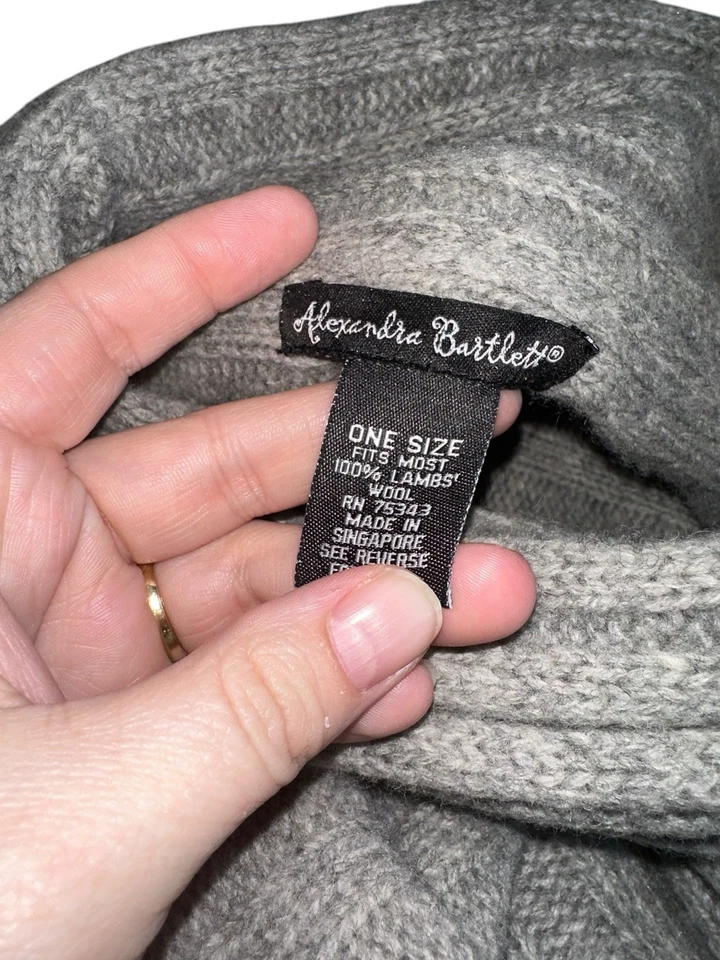 Alexandra Bartlett®
ONE SIZE
FITS MOST
100% LAMBS'
WOOL
RN 75343
MADE IN
SINGAPORE
SEE REVERSE